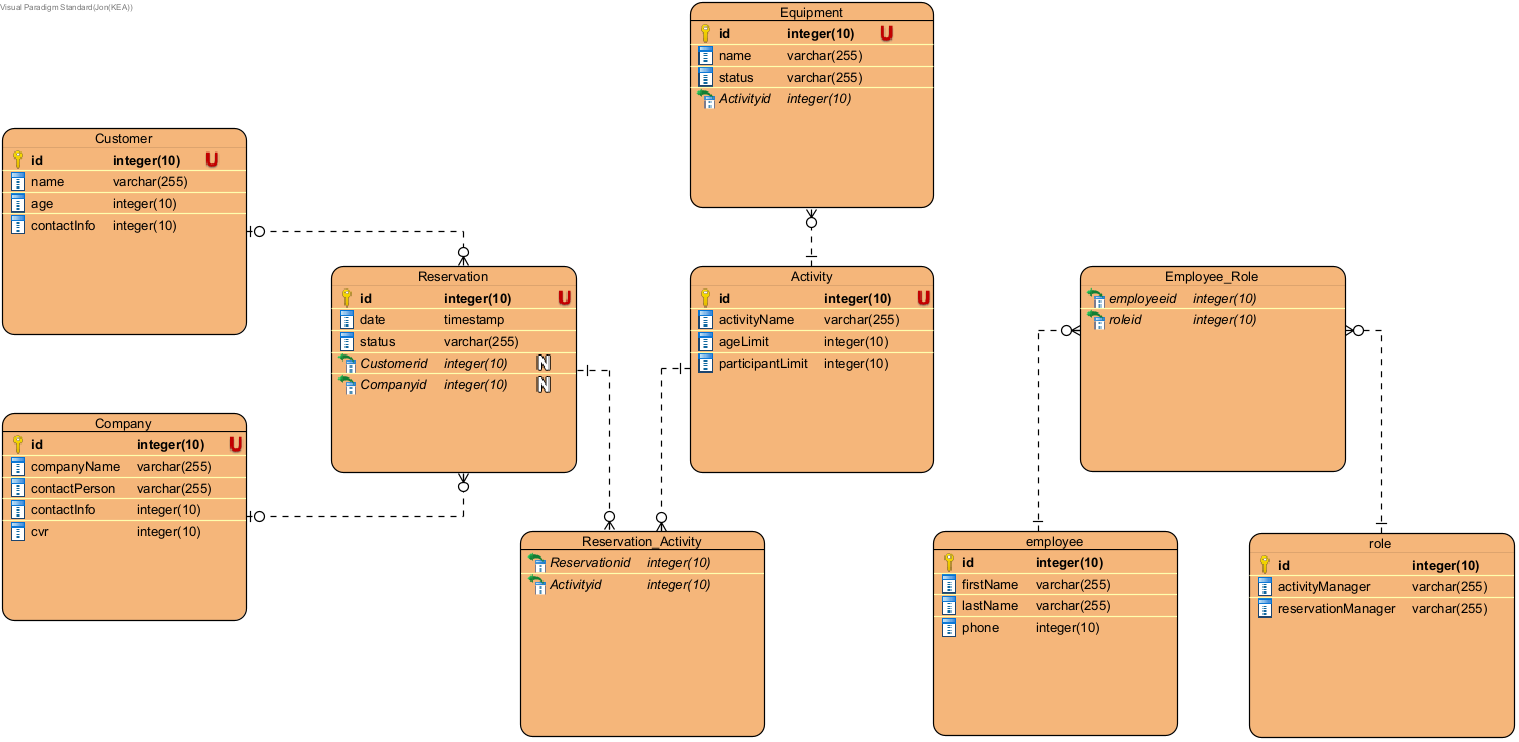 Visual Paradigm Standard(Jon(KEA))
Equipment
id integer(10) U
name varchar(255)
status varchar(255)
Activityid integer(10)
Customer
id integer(10) U
name varchar(255)
age integer(10)
contactInfo integer(10)
Reservation
id integer(10) U
date timestamp
status varchar(255)
Customerid integer(10) N
Companyid integer(10) N
Activity
id integer(10) U
activityName varchar(255)
ageLimit integer(10)
participantLimit integer(10)
Employee_Role
employeeid integer(10)
roleid integer(10)
Company
id integer(10) U
companyName varchar(255)
contactPerson varchar(255)
contactInfo integer(10)
cvr integer(10)
Reservation_Activity
Reservationid integer(10)
Activityid integer(10)
employee
id integer(10)
firstName varchar(255)
lastName varchar(255)
phone integer(10)
role
id integer(10)
activityManager varchar(255)
reservationManager varchar(255)